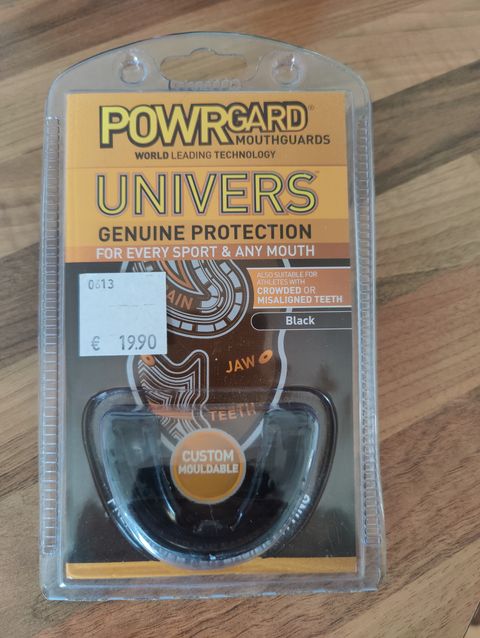 POWRGARD®
MOUTHGUARDS
WORLD LEADING TECHNOLOGY
UNIVERS™
GENUINE PROTECTION
FOR EVERY SPORT & ANY MOUTH
ALSO SUITABLE FOR
ATHLETES WITH
CROWDED OR
MISALIGNED TEETH
Black
0613
€ 19.90
JAW
TEETH
CUSTOM
MOULDABLE